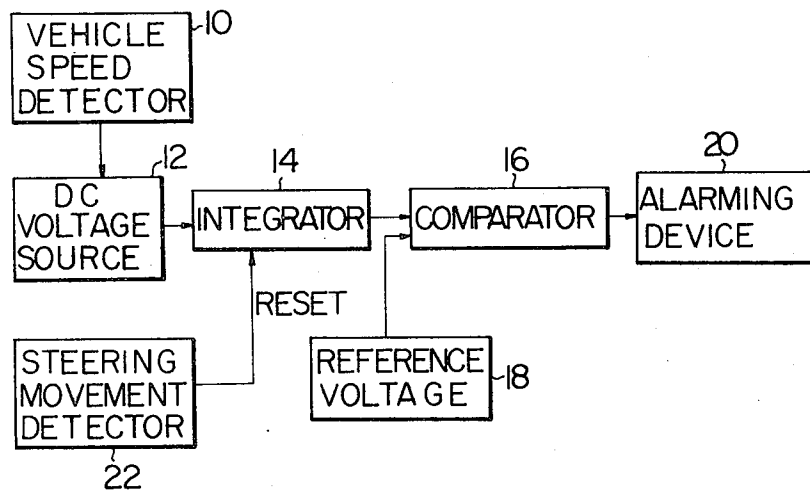 10
VEHICLE
SPEED
DETECTOR
12
DC
VOLTAGE
SOURCE
14
INTEGRATOR
16
COMPARATOR
20
ALARMING
DEVICE
RESET
STEERING
MOVEMENT
DETECTOR
22
REFERENCE
VOLTAGE
18